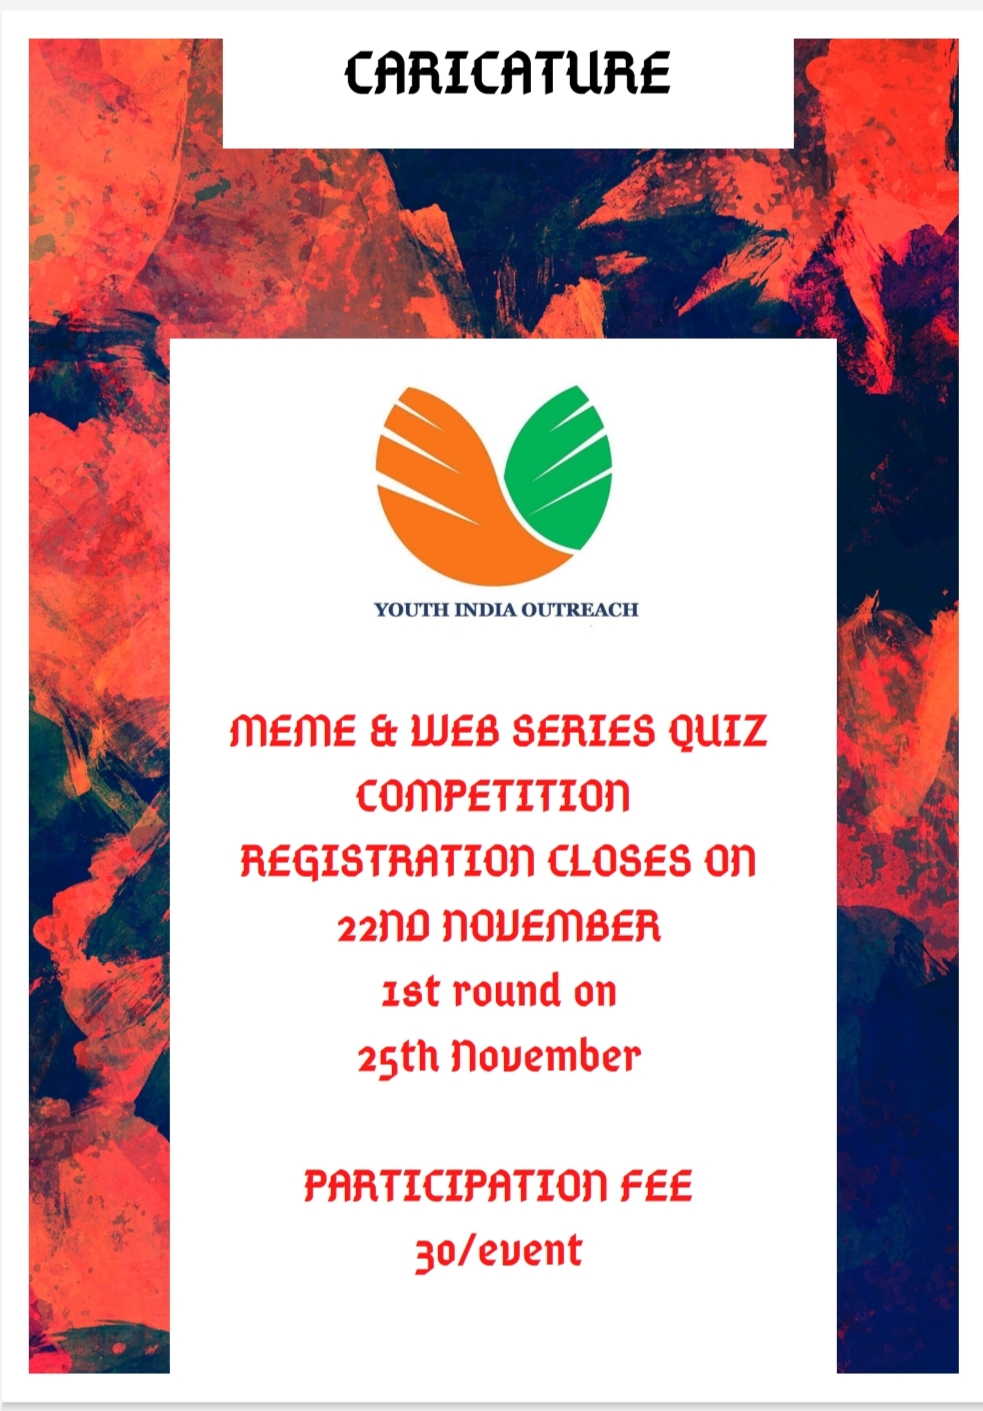 CARICATURE
YOUTH INDIA OUTREACH
MEME & WEB SERIES QUIZ
COMPETITION
REGISTRATION CLOSES ON
22ND NOVEMBER
1st round on
25th November
PARTICIPATION FEE
30/event